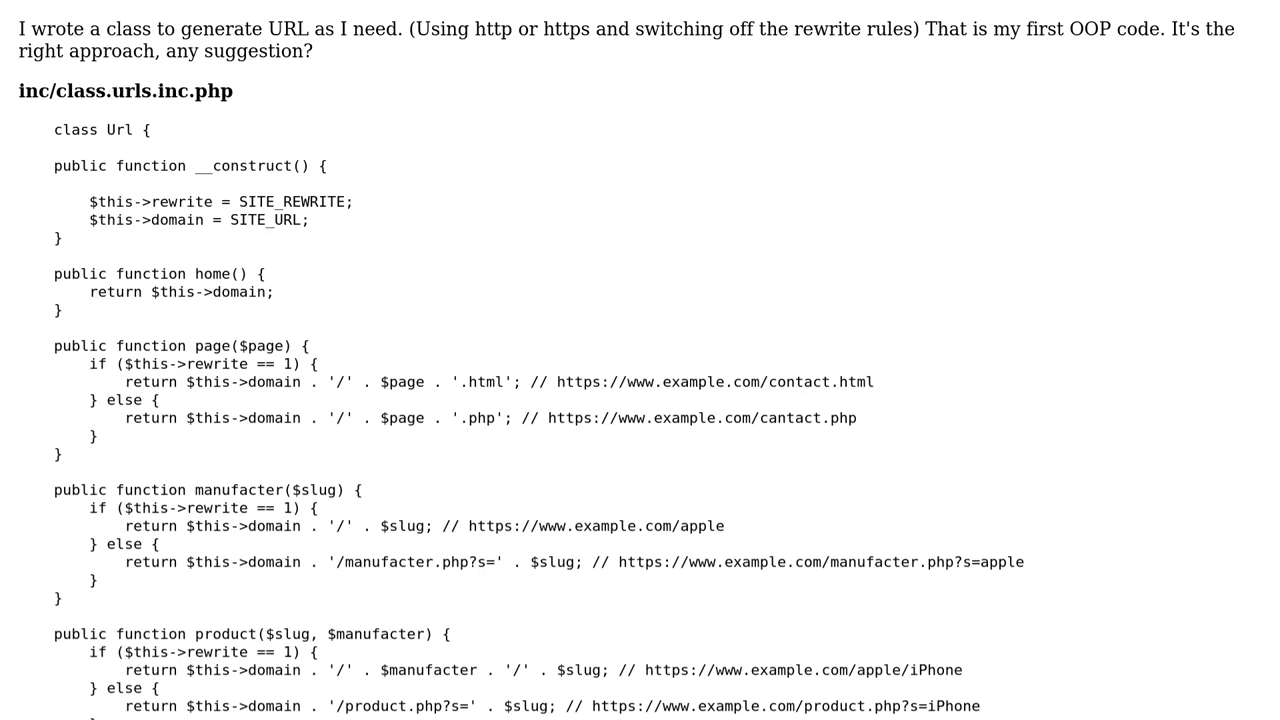 I wrote a class to generate URL as I need. (Using http or https and switching off the rewrite rules) That is my first OOP code. It's the
right approach, any suggestion?
inc/class.urls.inc.php
class Url {
public function __construct() {
$this->rewrite = SITE_REWRITE;
$this->domain = SITE_URL;
}
public function home() {
return $this->domain;
}
public function page($page) {
if ($this->rewrite == 1) {
return $this->domain . '/' . $page . '.html'; // https://www.example.com/contact.html
} else {
return $this->domain . '/' . $page . '.php'; // https://www.example.com/cantact.php
}
}
public function manufacter($slug) {
if ($this->rewrite == 1) {
return $this->domain . '/' . $slug; // https://www.example.com/apple
} else {
return $this->domain . '/manufacter.php?s=' . $slug; // https://www.example.com/manufacter.php?s=apple
}
}
public function product($slug, $manufacter) {
if ($this->rewrite == 1) {
return $this->domain . '/' . $manufacter . '/' . $slug; // https://www.example.com/apple/iPhone
} else {
return $this->domain . '/product.php?s=' . $slug; // https://www.example.com/product.php?s=iPhone